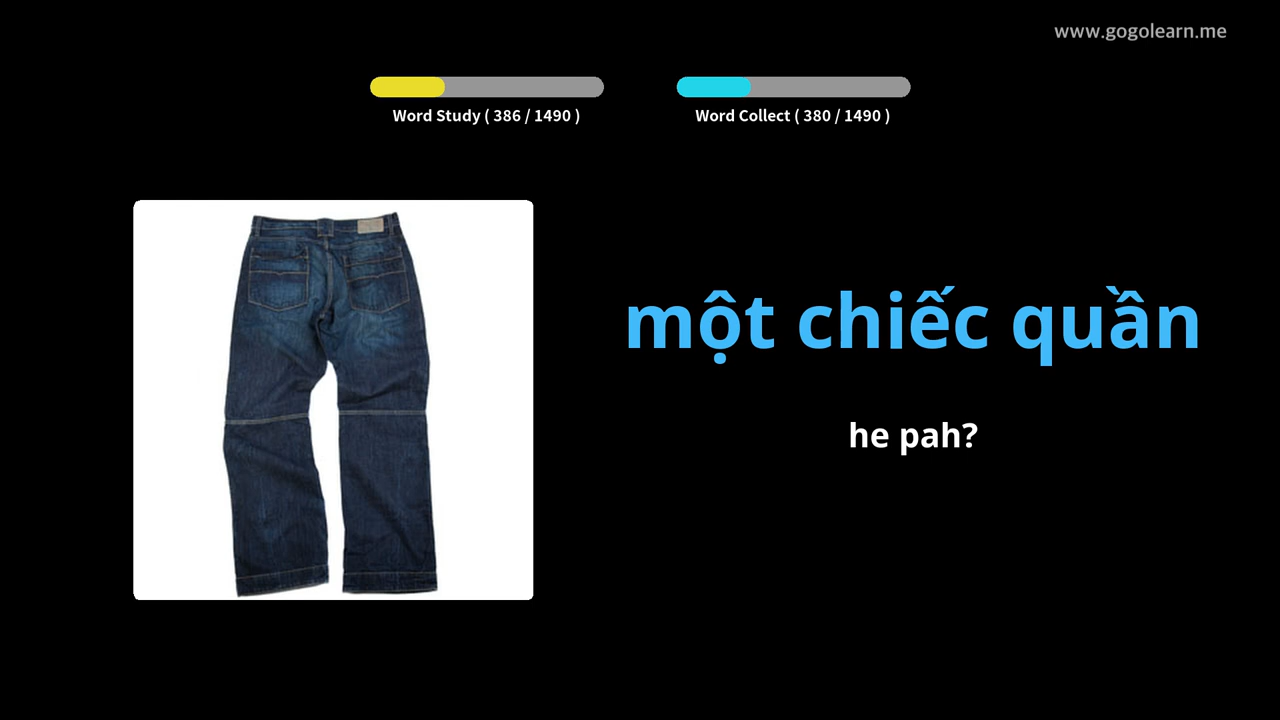 www.gogolearn.me
Word Study ( 386 / 1490 )
Word Collect ( 380 / 1490 )
một chiếc quần
he pah?